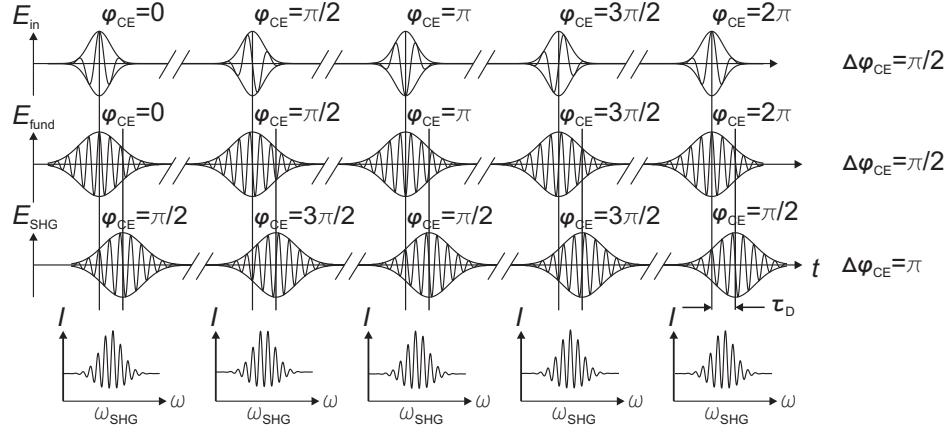 E_in φ_CE=0 φ_CE=π/2 φ_CE=π φ_CE=3π/2 φ_CE=2π Δφ_CE=π/2
E_fund φ_CE=0 φ_CE=π/2 φ_CE=π φ_CE=3π/2 φ_CE=2π Δφ_CE=π/2
E_SHG φ_CE=π/2 φ_CE=3π/2 φ_CE=π/2 φ_CE=3π/2 φ_CE=π/2 t Δφ_CE=π
τ_D
I I I I I
ω_SHG ω ω_SHG ω ω_SHG ω ω_SHG ω ω_SHG ω